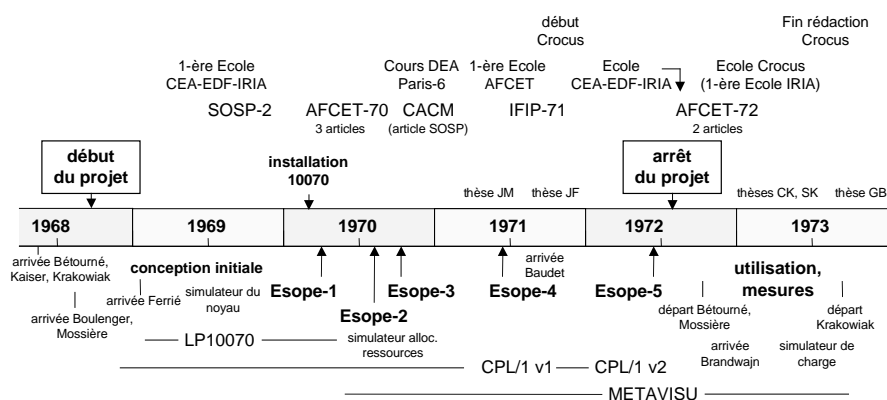 début
Crocus
Fin rédaction
Crocus
1-ère Ecole
CEA-EDF-IRIA
Cours DEA
Paris-6
1-ère Ecole
AFCET
Ecole
CEA-EDF-IRIA
Ecole Crocus
(1-ère Ecole IRIA)
SOSP-2
AFCET-70
3 articles
CACM
(article SOSP)
IFIP-71
AFCET-72
2 articles
début
du projet
installation
10070
arrêt
du projet
thèse JM
thèse JF
thèses CK, SK
thèse GB
1968
1969
1970
1971
1972
1973
arrivée Bétourné,
Kaiser, Krakowiak
arrivée Boulenger,
Mossière
conception initiale
arrivée Ferrié
simulateur du
noyau
Esope-1
Esope-2
Esope-3
arrivée
Baudet
Esope-4
Esope-5
utilisation,
mesures
départ Bétourné,
Mossière
départ
Krakowiak
arrivée
Brandwajn
simulateur de
charge
LP10070
simulateur alloc.
ressources
CPL/1 v1
CPL/1 v2
METAVISU